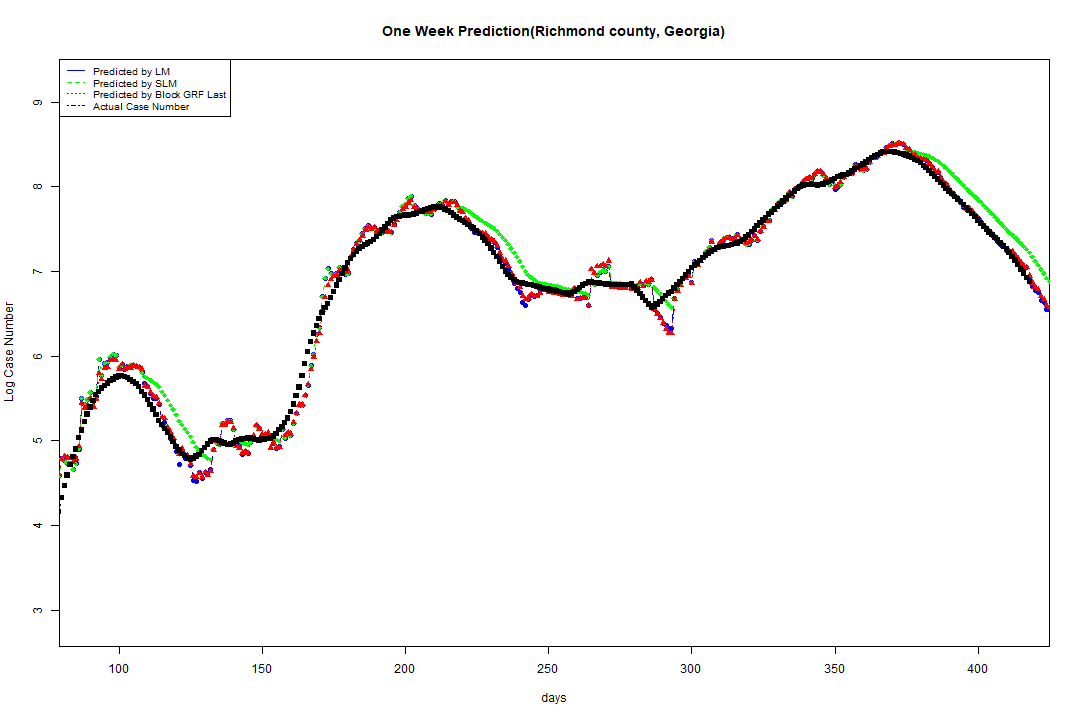 One Week Prediction(Richmond county, Georgia)
Predicted by LM
Predicted by SLM
Predicted by Block GRF Last
Actual Case Number
9
8
7
6
5
4
3
Log Case Number
100 150 200 250 300 350 400
days